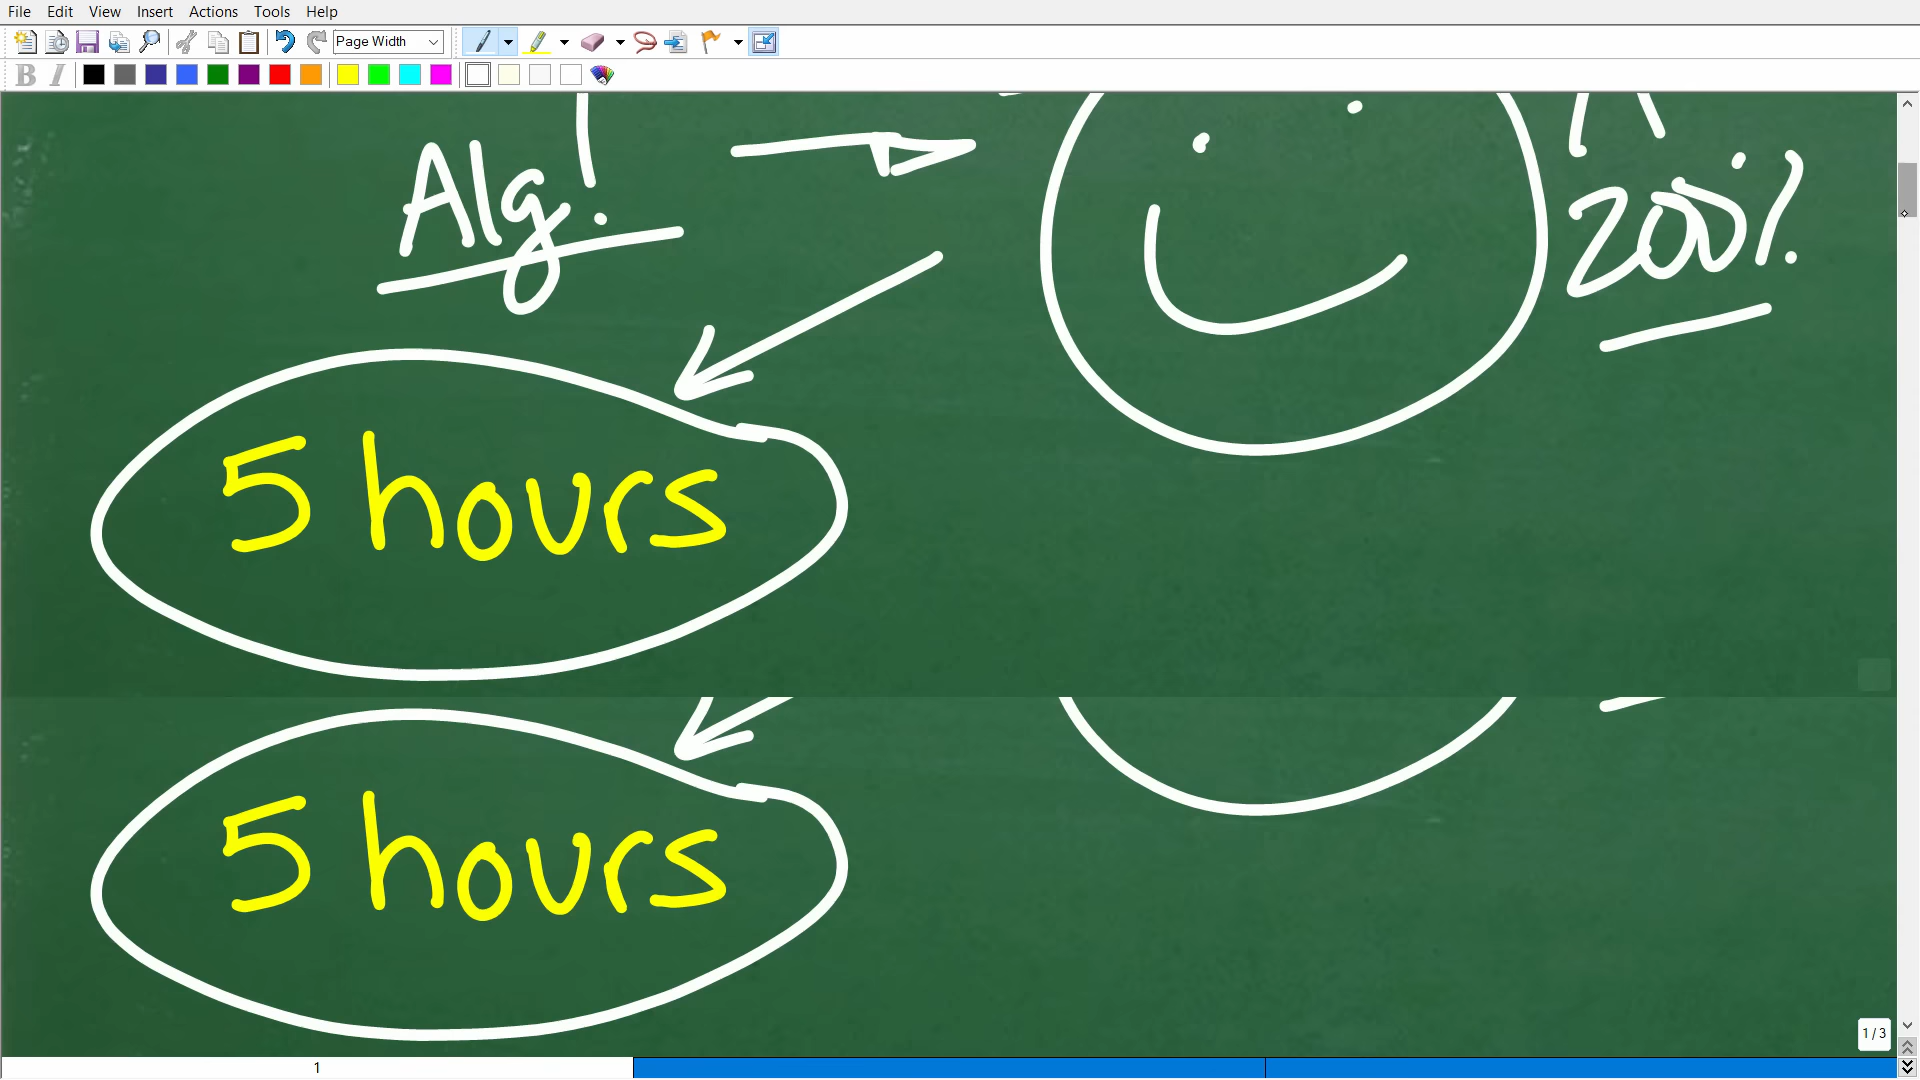 File Edit View Insert Actions Tools Help
Page Width
B I
Alg!
200%
5 hours
5 hours
1 / 3
1